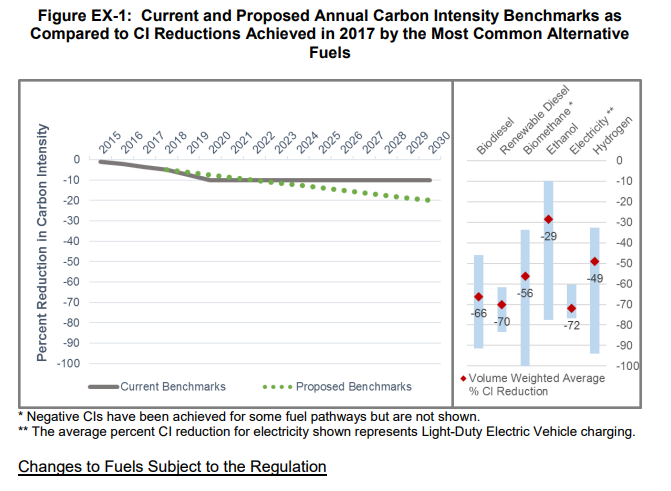 Figure EX-1: Current and Proposed Annual Carbon Intensity Benchmarks as
Compared to CI Reductions Achieved in 2017 by the Most Common Alternative
Fuels
Percent Reduction in Carbon Intensity
2015
2016
2017
2018
2019
2020
2021
2022
2023
2024
2025
2026
2027
2028
2029
2030
0
-10
-20
-30
-40
-50
-60
-70
-80
-90
-100
Current Benchmarks
Proposed Benchmarks
Biodiesel
Renewable Diesel
Biomethane *
Ethanol
Electricity **
Hydrogen
0
-10
-20
-30
-40
-50
-60
-70
-80
-90
-100
-66
-70
-56
-29
-72
-49
Volume Weighted Average
% CI Reduction
* Negative CIs have been achieved for some fuel pathways but are not shown.
** The average percent CI reduction for electricity shown represents Light-Duty Electric Vehicle charging.
Changes to Fuels Subject to the Regulation